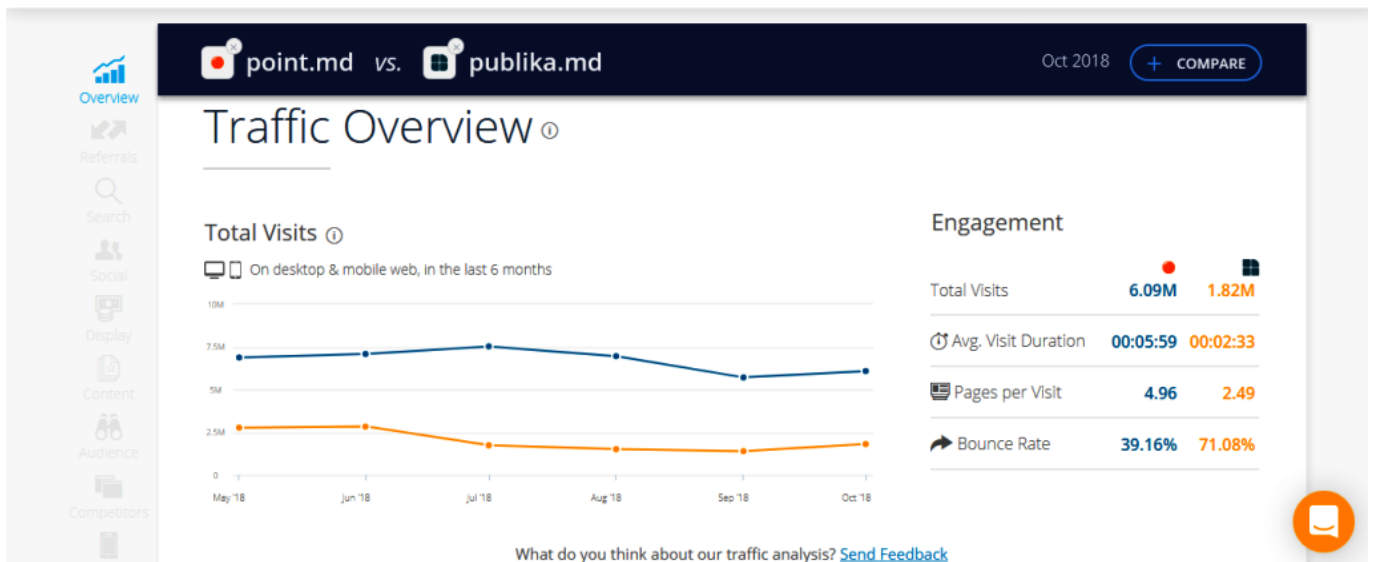 point.md vs. publika.md
Oct 2018
+ COMPARE
Overview
Referrals
Search
Social
Display
Content
Audience
Competitors
Traffic Overview
Total Visits
On desktop & mobile web, in the last 6 months
10M
7.5M
5M
2.5M
0
May '18 Jun '18 Jul '18 Aug '18 Sep '18 Oct '18
Engagement
Total Visits 6.09M 1.82M
Avg. Visit Duration 00:05:59 00:02:33
Pages per Visit 4.96 2.49
Bounce Rate 39.16% 71.08%
What do you think about our traffic analysis? Send Feedback